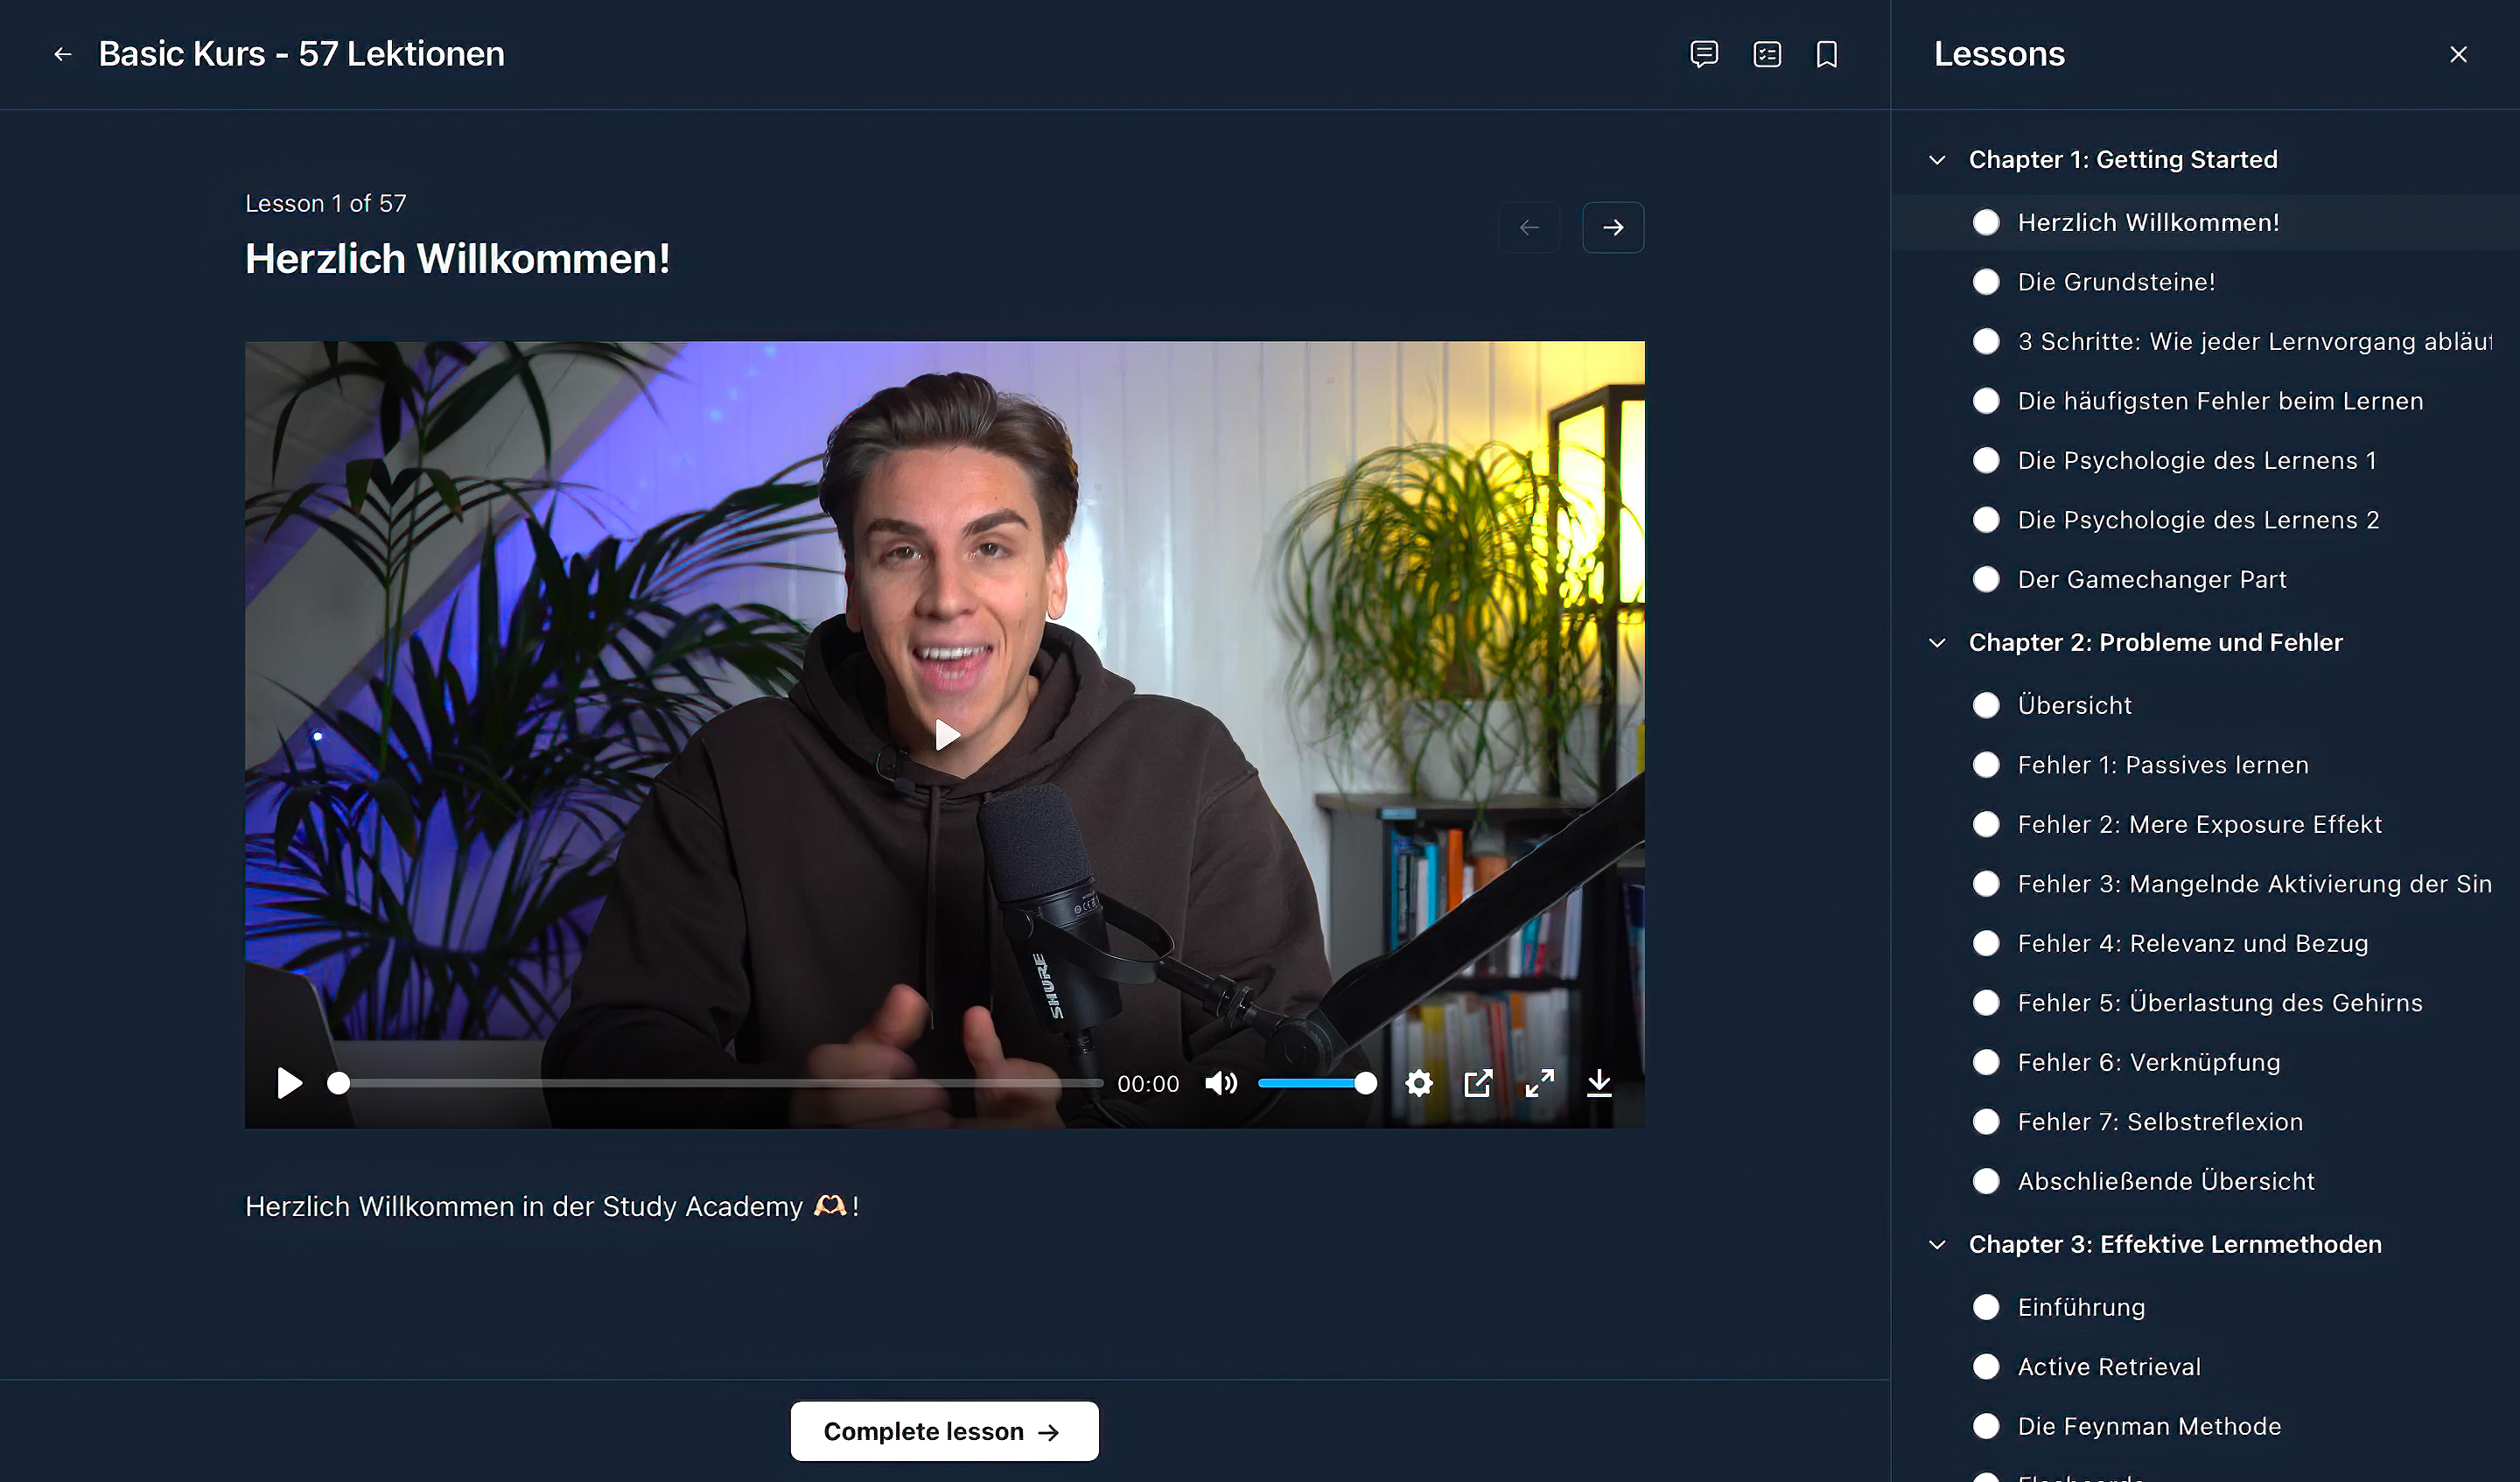 Basic Kurs - 57 Lektionen
Lesson 1 of 57
Herzlich Willkommen!
SHURE
00:00
Herzlich Willkommen in der Study Academy 🫶🏻!
Complete lesson →
Lessons
Chapter 1: Getting Started
Herzlich Willkommen!
Die Grundsteine!
3 Schritte: Wie jeder Lernvorgang abläuf
Die häufigsten Fehler beim Lernen
Die Psychologie des Lernens 1
Die Psychologie des Lernens 2
Der Gamechanger Part
Chapter 2: Probleme und Fehler
Übersicht
Fehler 1: Passives lernen
Fehler 2: Mere Exposure Effekt
Fehler 3: Mangelnde Aktivierung der Sin
Fehler 4: Relevanz und Bezug
Fehler 5: Überlastung des Gehirns
Fehler 6: Verknüpfung
Fehler 7: Selbstreflexion
Abschließende Übersicht
Chapter 3: Effektive Lernmethoden
Einführung
Active Retrieval
Die Feynman Methode